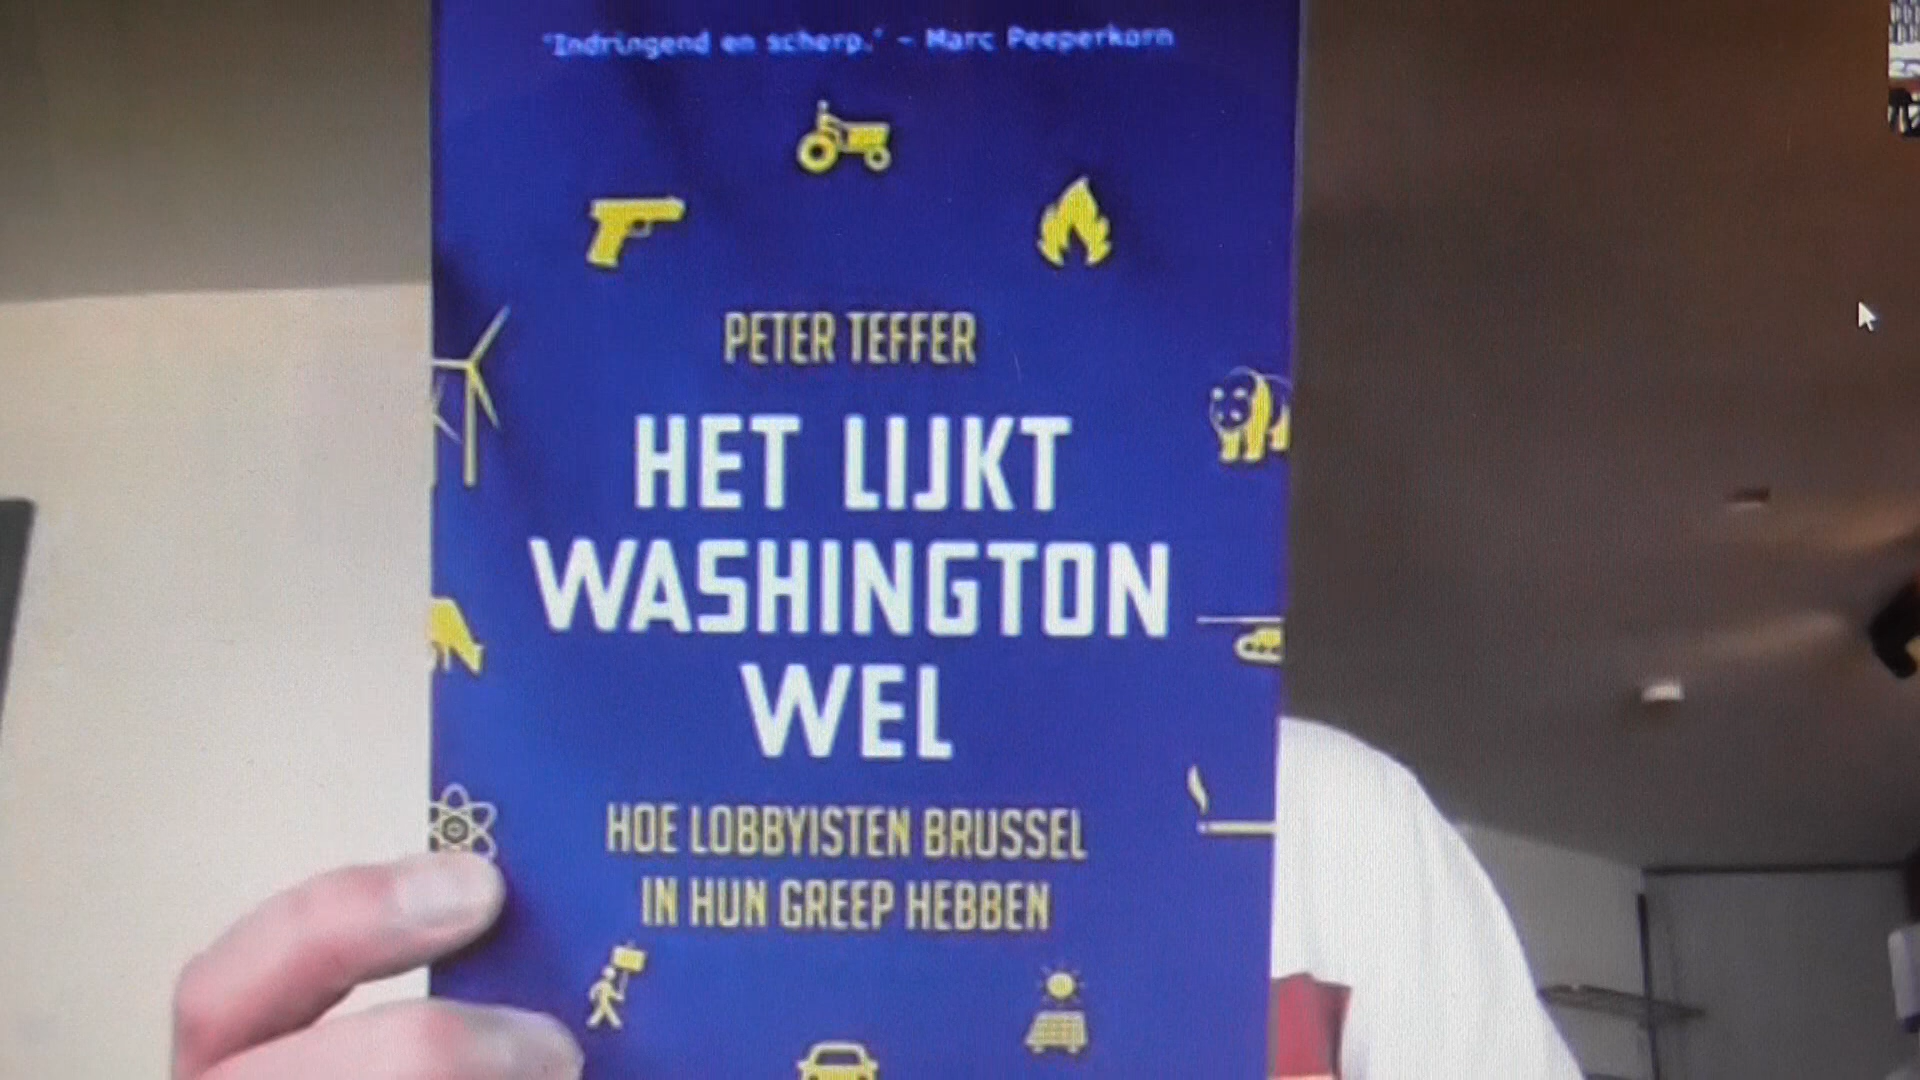 "Indringend en scherp." - Marc Peeperkorn
PETER TEFFER
HET LIJKT
WASHINGTON
WEL
HOE LOBBYISTEN BRUSSEL
IN HUN GREEP HEBBEN